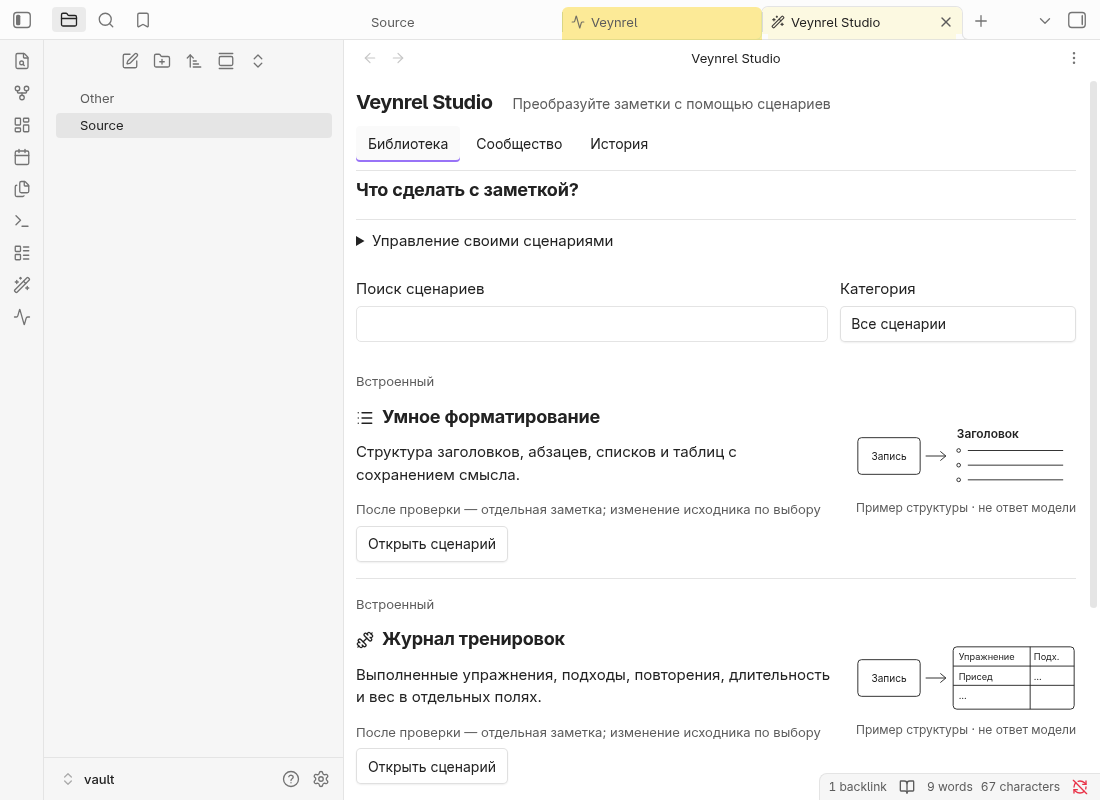 Source
Veynrel
Veynrel Studio
Veynrel Studio
Other
Source
Veynrel Studio
Преобразуйте заметки с помощью сценариев
Библиотека
Сообщество
История
Что сделать с заметкой?
Управление своими сценариями
Поиск сценариев
Категория
Все сценарии
Встроенный
Умное форматирование
Структура заголовков, абзацев, списков и таблиц с
сохранением смысла.
После проверки — отдельная заметка; изменение исходника по выбору
Открыть сценарий
Запись
Заголовок
Пример структуры · не ответ модели
Встроенный
Журнал тренировок
Выполненные упражнения, подходы, повторения, длительность
и вес в отдельных полях.
После проверки — отдельная заметка; изменение исходника по выбору
Открыть сценарий
Запись
Упражнение
Подх.
Присед
...
...
Пример структуры · не ответ модели
vault
1 backlink
9 words
67 characters